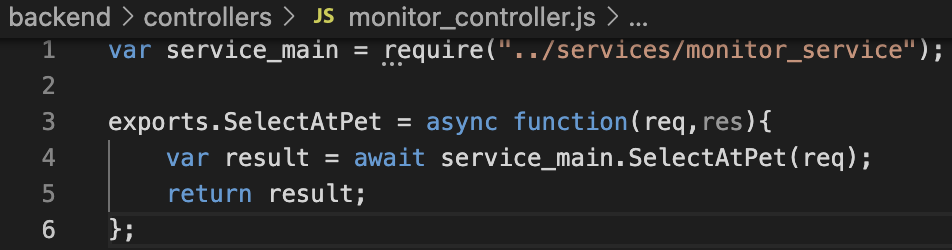 backend > controllers > JS monitor_controller.js > ...
1 var service_main = require("../services/monitor_service");
2
3 exports.SelectAtPet = async function(req,res){
4 var result = await service_main.SelectAtPet(req);
5 return result;
6 };